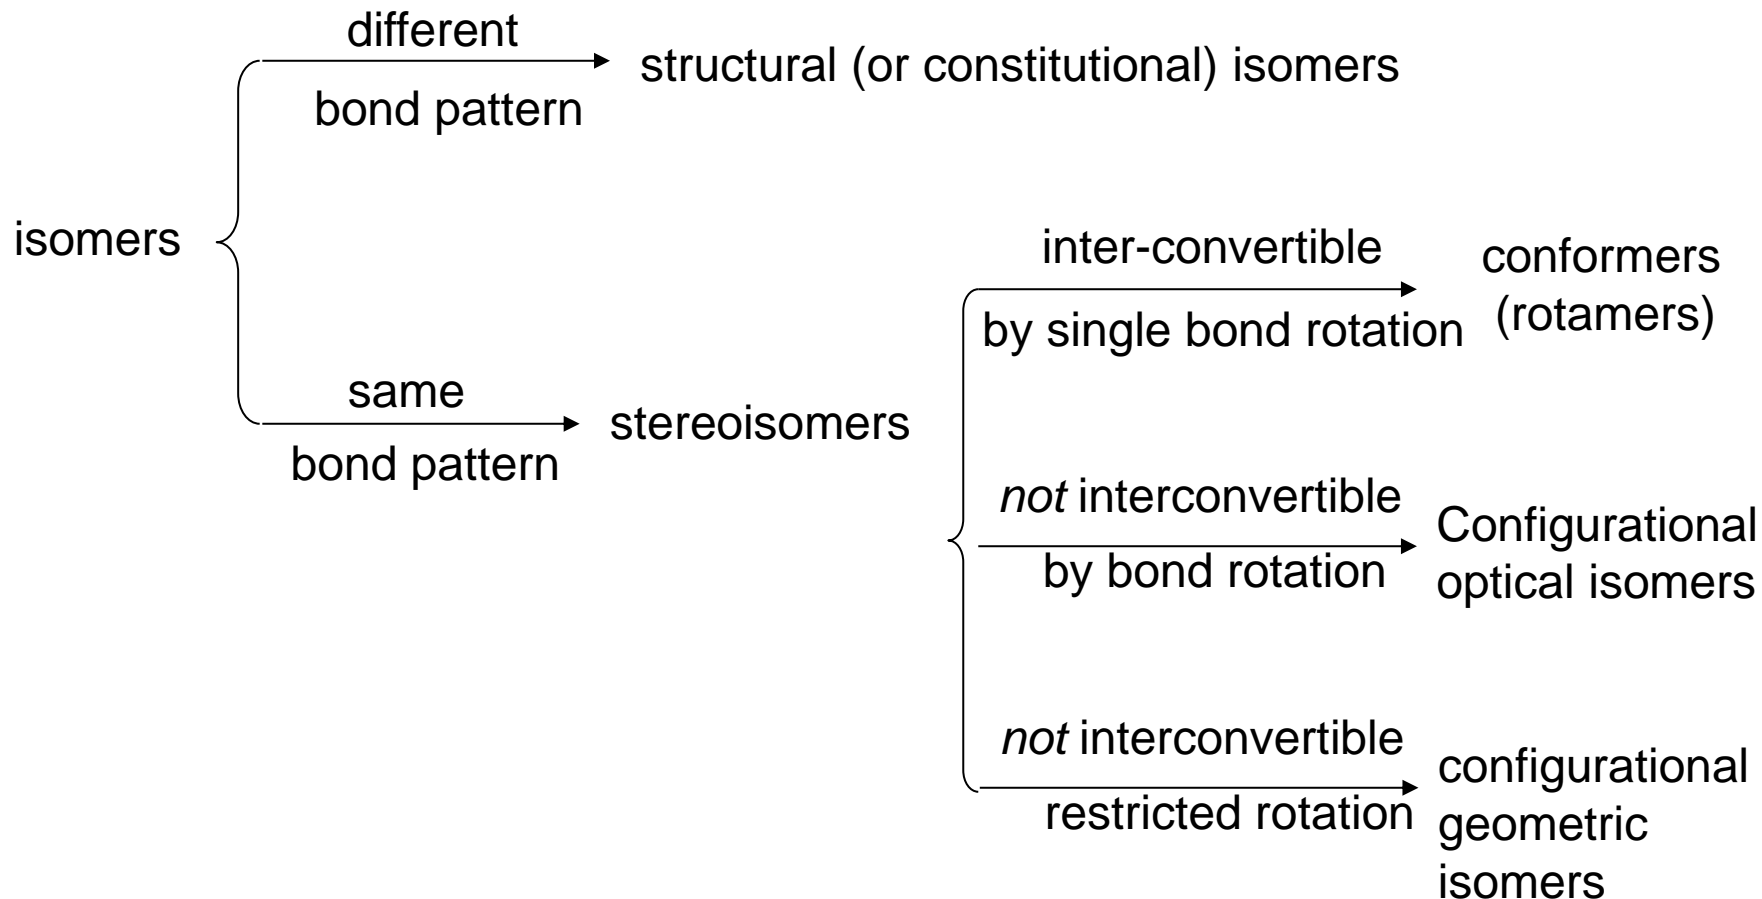 different
bond pattern
structural (or constitutional) isomers
isomers
same
bond pattern
stereoisomers
inter-convertible
by single bond rotation
conformers
(rotamers)
not interconvertible
by bond rotation
Configurational
optical isomers
not interconvertible
restricted rotation
configurational
geometric
isomers